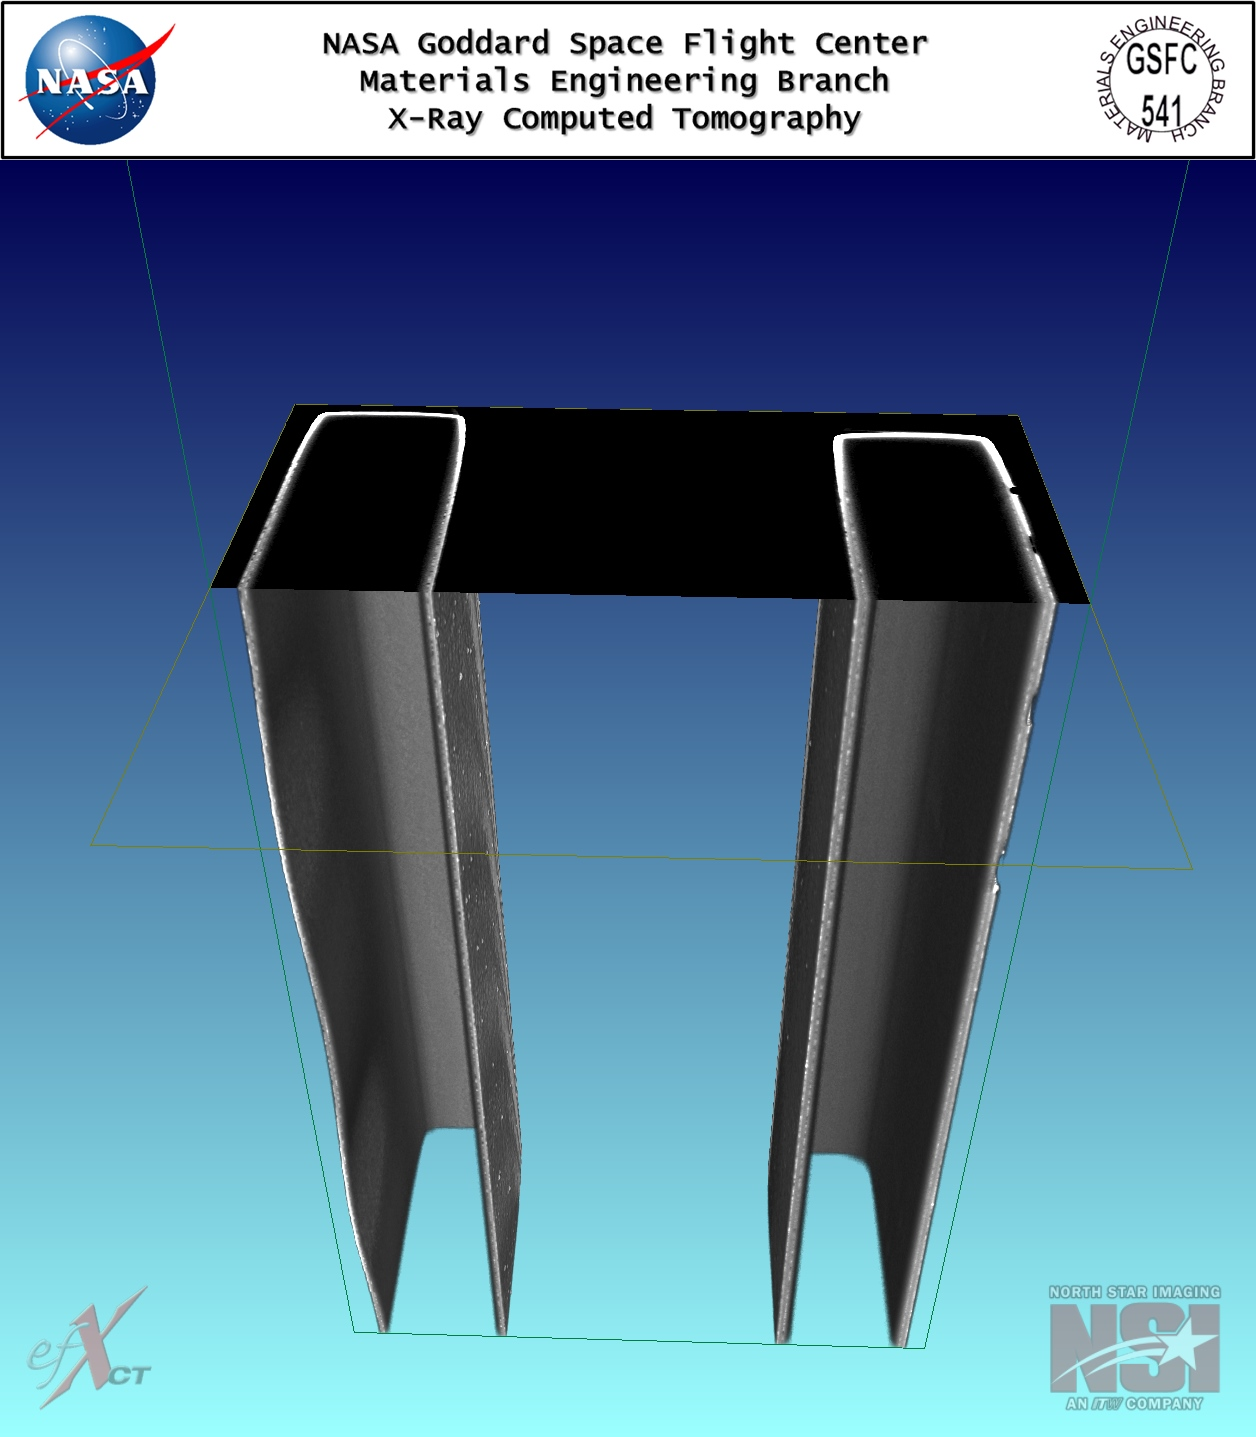 NASA
NASA Goddard Space Flight Center
Materials Engineering Branch
X-Ray Computed Tomography
MATERIALS ENGINEERING BRANCH
GSFC
541
efX
CT
NORTH STAR IMAGING
NSI
AN ITW COMPANY